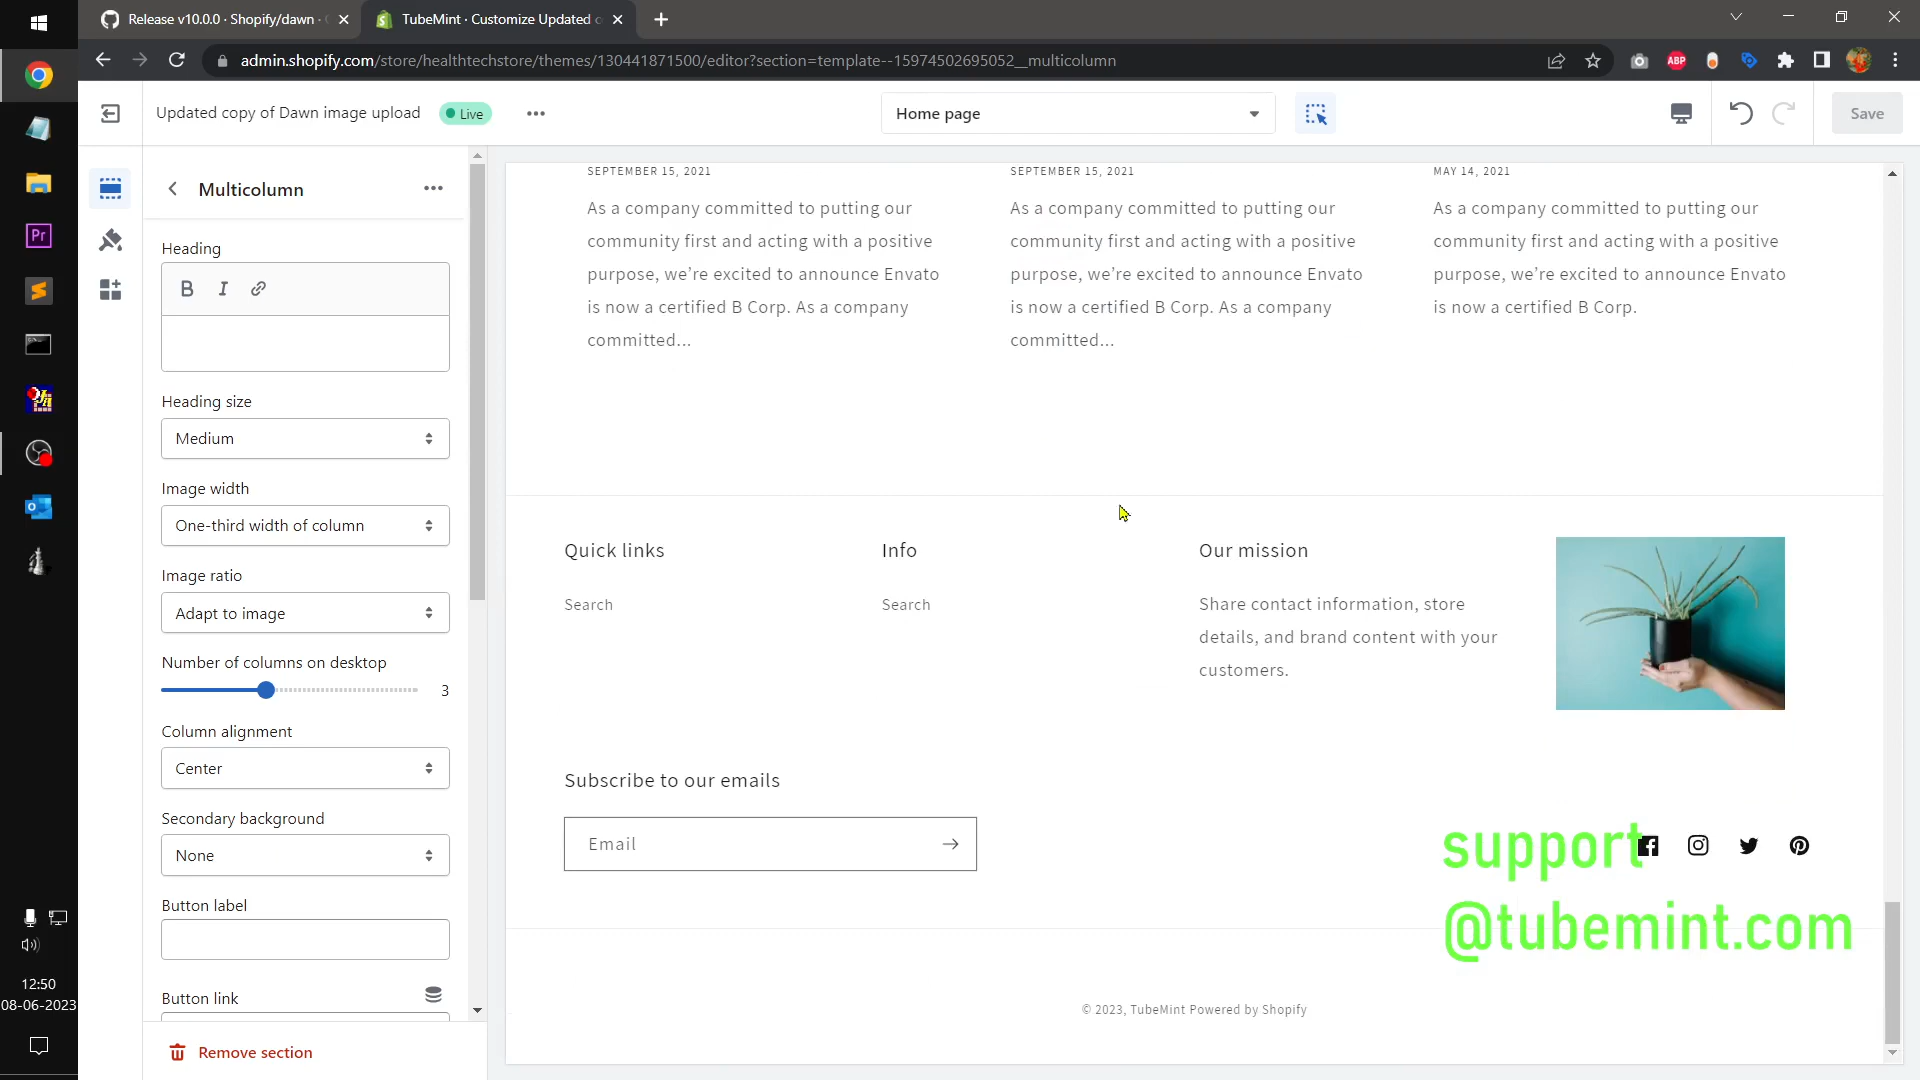 Release v10.0.0 · Shopify/dawn ·
TubeMint · Customize Updated
admin.shopify.com/store/healthtechstore/themes/130441871500/editor?section=template--15974502695052__multicolumn
ABP
Updated copy of Dawn image upload
Live
Home page
Save
Multicolumn
Heading
B I
Heading size
Medium
Image width
One-third width of column
Image ratio
Adapt to image
Number of columns on desktop
3
Column alignment
Center
Secondary background
None
Button label
Button link
Remove section
SEPTEMBER 15, 2021
As a company committed to putting our
community first and acting with a positive
purpose, we’re excited to announce Envato
is now a certified B Corp. As a company
committed...
SEPTEMBER 15, 2021
As a company committed to putting our
community first and acting with a positive
purpose, we’re excited to announce Envato
is now a certified B Corp. As a company
committed...
MAY 14, 2021
As a company committed to putting our
community first and acting with a positive
purpose, we’re excited to announce Envato
is now a certified B Corp.
Quick links
Search
Info
Search
Our mission
Share contact information, store
details, and brand content with your
customers.
Subscribe to our emails
Email
support
@tubemint.com
© 2023, TubeMint Powered by Shopify
Pr
12:50
08-06-2023